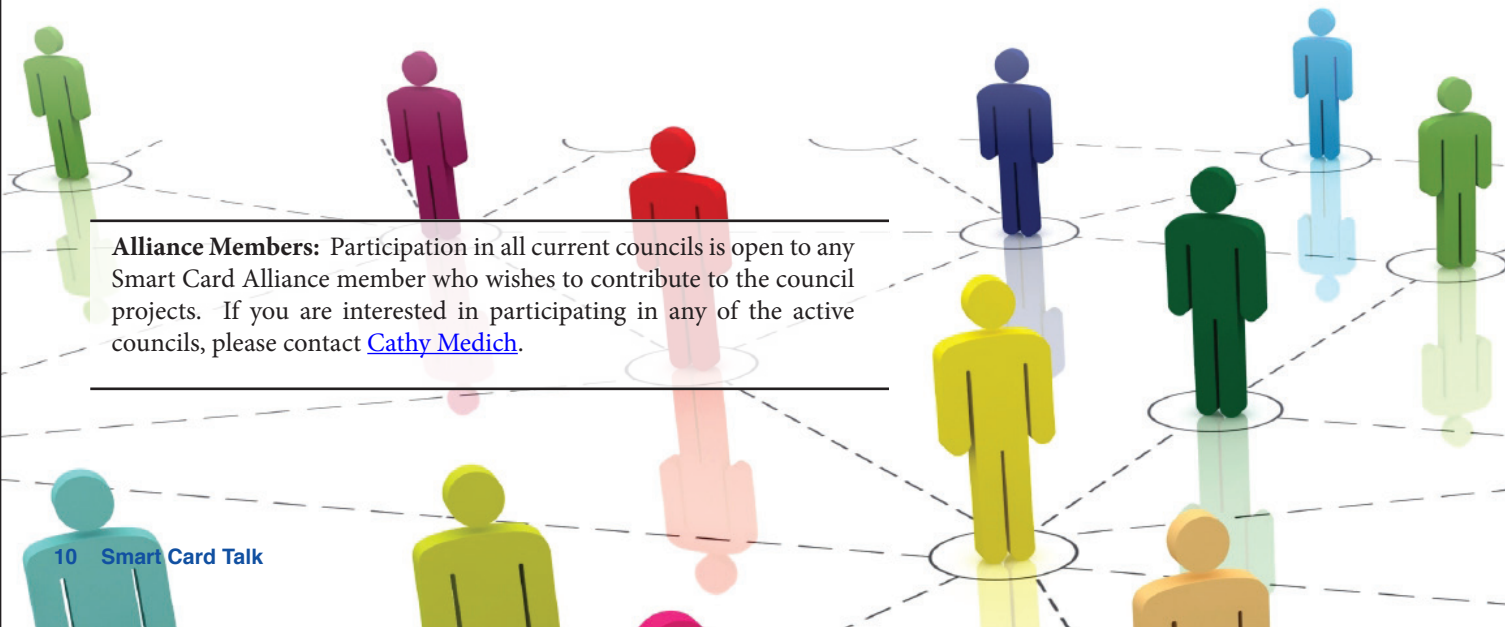 Alliance Members: Participation in all current councils is open to any
Smart Card Alliance member who wishes to contribute to the council
projects. If you are interested in participating in any of the active
councils, please contact Cathy Medich.
10 Smart Card Talk